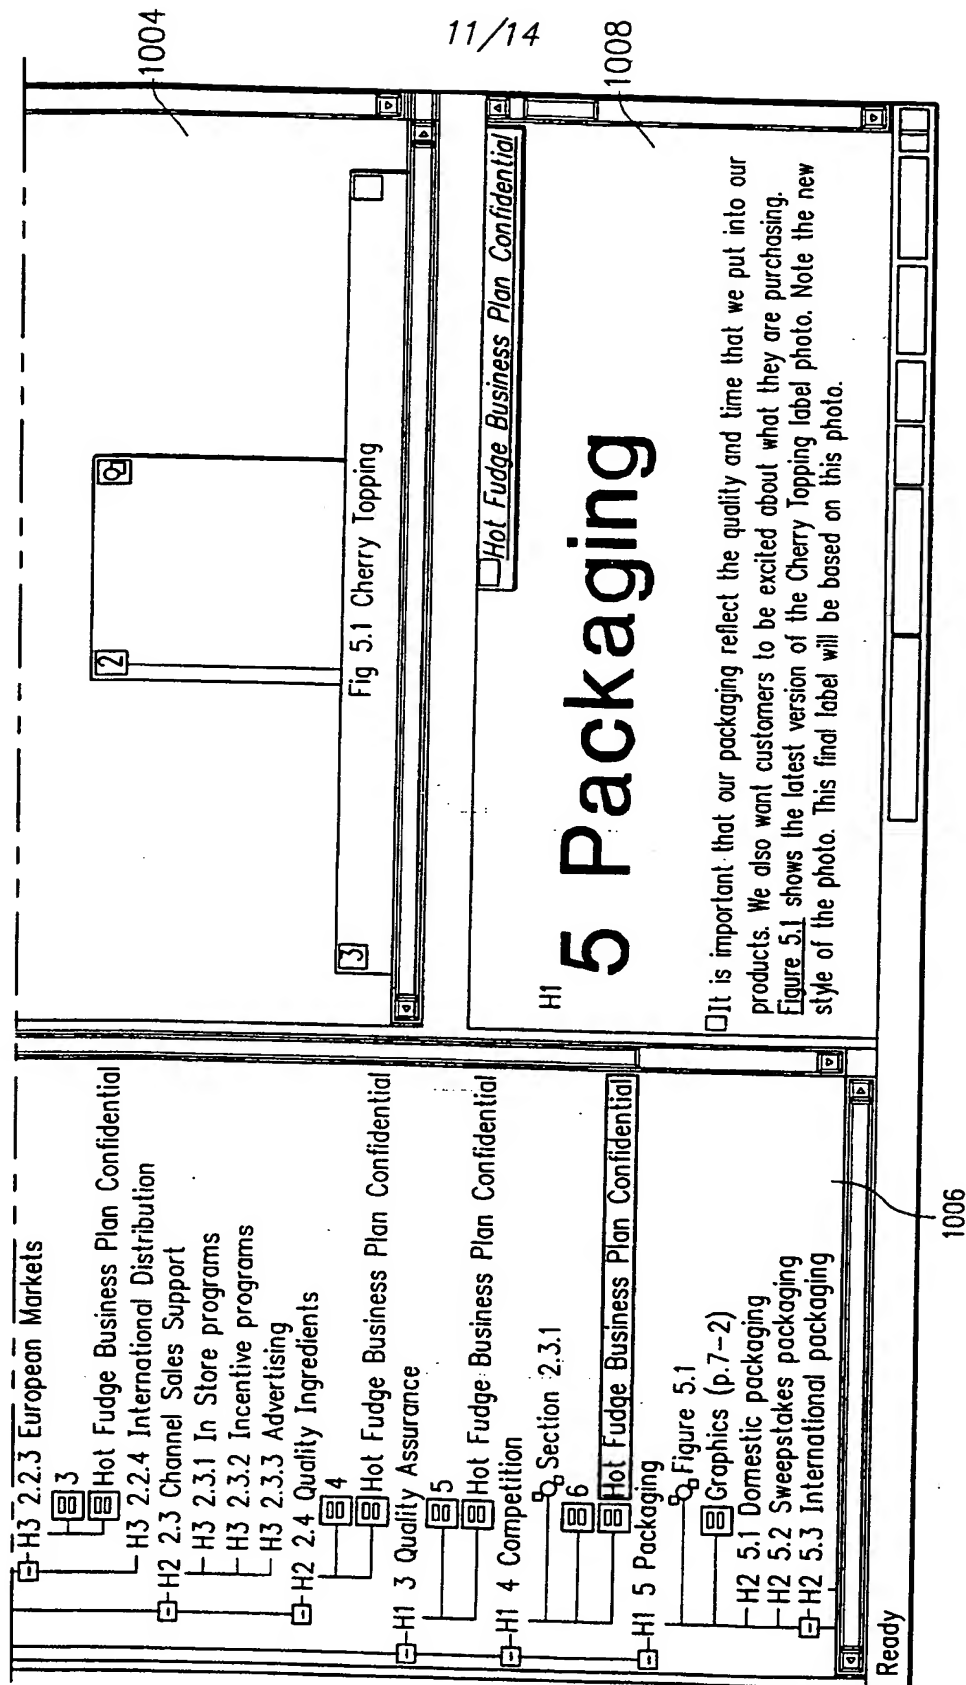 11/14
H3 2.2.3 European Markets
3
Hot Fudge Business Plan Confidential
H3 2.2.4 International Distribution
H2 2.3 Channel Sales Support
H3 2.3.1 In Store programs
H3 2.3.2 Incentive programs
H3 2.3.3 Advertising
H2 2.4 Quality Ingredients
4
Hot Fudge Business Plan Confidential
H1 3 Quality Assurance
5
Hot Fudge Business Plan Confidential
H1 4 Competition
Section 2.3.1
6
Hot Fudge Business Plan Confidential
H1 5 Packaging
Figure 5.1
Graphics (p.7-2)
H2 5.1 Domestic packaging
H2 5.2 Sweepstakes packaging
H2 5.3 International packaging
Ready
1006
2
Q
3
Fig 5.1 Cherry Topping
1004
Hot Fudge Business Plan Confidential
H1
5 Packaging
It is important that our packaging reflect the quality and time that we put into our
products. We also want customers to be excited about what they are purchasing.
Figure 5.1 shows the latest version of the Cherry Topping label photo. Note the new
style of the photo. This final label will be based on this photo.
1008